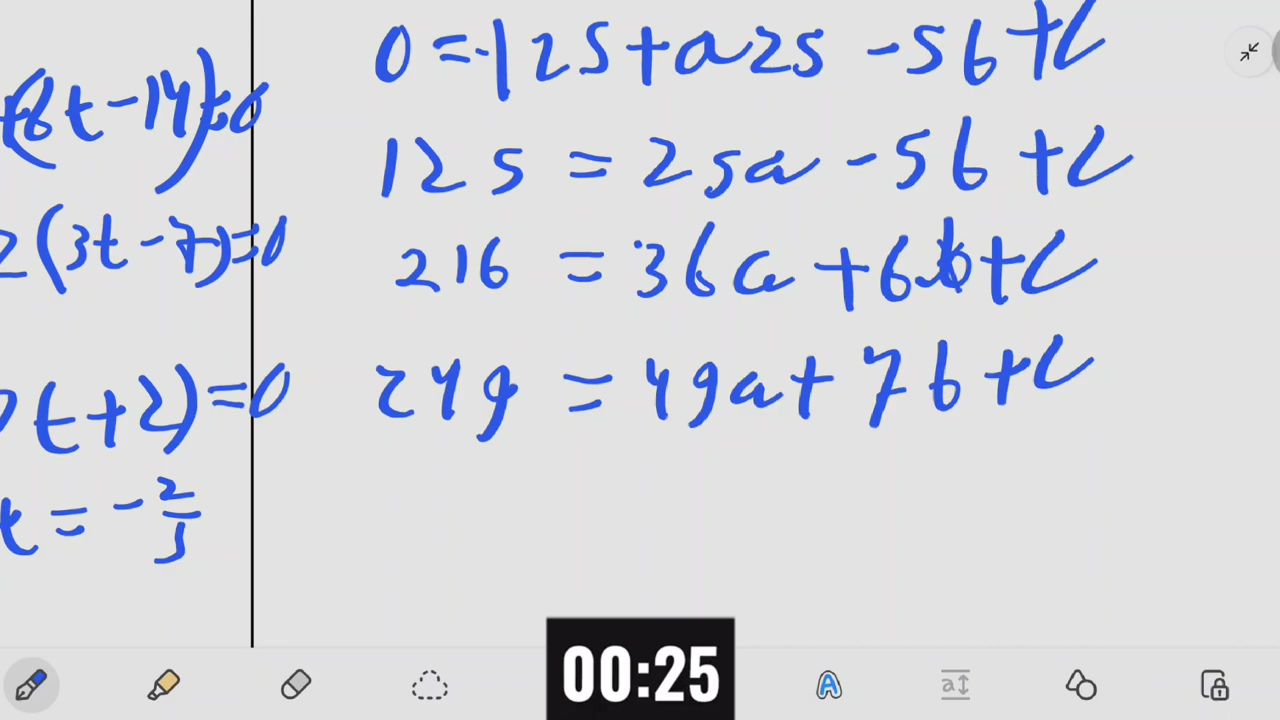 +(8t-14)=0
2(3t-7)=0
(t+2)=0
t=-2/3
0=-125+a25-5b+c
125=25a-5b+c
216=36a+6b+c
249=49a+7b+c
00:25
A
a